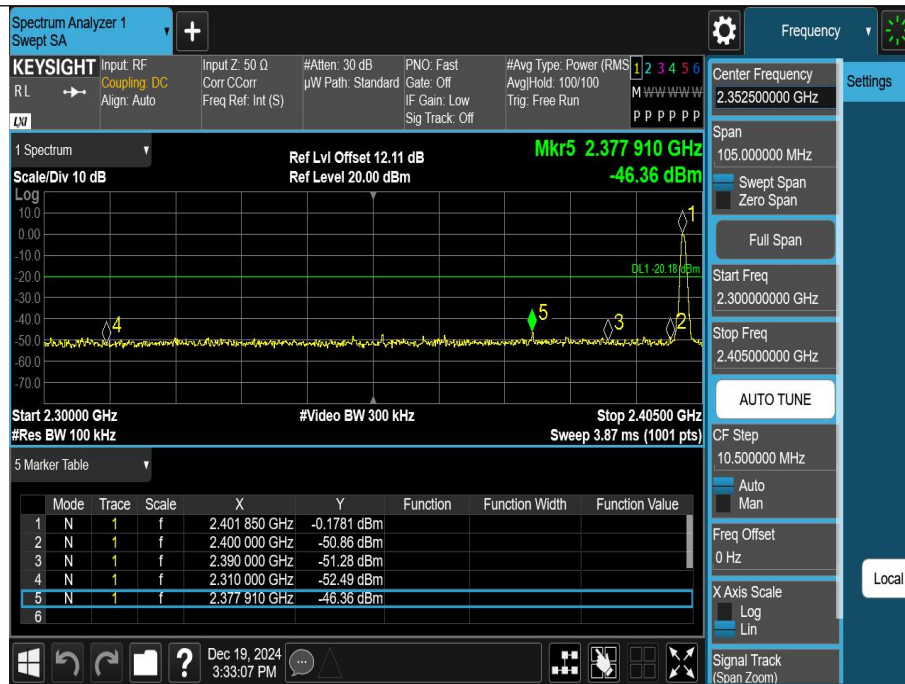 Spectrum Analyzer 1
Swept SA
Frequency
KEYSIGHT
RL
LXI
Input: RF
Coupling: DC
Align: Auto
Input Z: 50 Ω
Corr CCorr
Freq Ref: Int (S)
#Atten: 30 dB
µW Path: Standard
PNO: Fast
Gate: Off
IF Gain: Low
Sig Track: Off
#Avg Type: Power (RMS
Avg|Hold: 100/100
Trig: Free Run
1 2 3 4 5 6
M W W W W W
P P P P P P
1 Spectrum
Scale/Div 10 dB
Ref Lvl Offset 12.11 dB
Ref Level 20.00 dBm
Mkr5 2.377 910 GHz
-46.36 dBm
Log
10.0
0.00
-10.0
-20.0
-30.0
-40.0
-50.0
-60.0
-70.0
1
DL1 -20.18 dBm
4
5
3
2
Start 2.30000 GHz
#Video BW 300 kHz
Stop 2.40500 GHz
#Res BW 100 kHz
Sweep 3.87 ms (1001 pts)
5 Marker Table
Mode Trace Scale X Y Function Function Width Function Value
1 N 1 f 2.401 850 GHz -0.1781 dBm
2 N 1 f 2.400 000 GHz -50.86 dBm
3 N 1 f 2.390 000 GHz -51.28 dBm
4 N 1 f 2.310 000 GHz -52.49 dBm
5 N 1 f 2.377 910 GHz -46.36 dBm
6
?
Dec 19, 2024
3:33:07 PM
Center Frequency
2.352500000 GHz
Settings
Span
105.000000 MHz
Swept Span
Zero Span
Full Span
Start Freq
2.300000000 GHz
Stop Freq
2.405000000 GHz
AUTO TUNE
CF Step
10.500000 MHz
Auto
Man
Freq Offset
0 Hz
Local
X Axis Scale
Log
Lin
Signal Track
(Span Zoom)